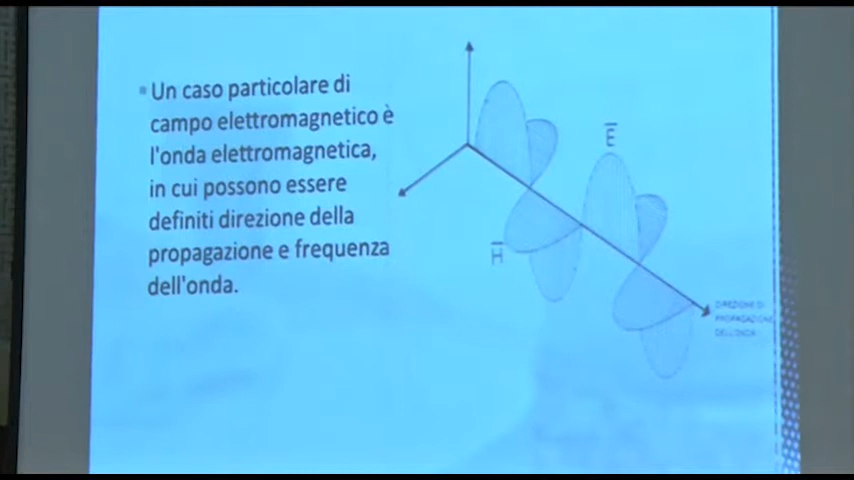 Un caso particolare di
campo elettromagnetico è
l'onda elettromagnetica,
in cui possono essere
definiti direzione della
propagazione e frequenza
dell'onda.
E
H
DIREZIONE DI
PROPAGAZIONE
DELL'ONDA